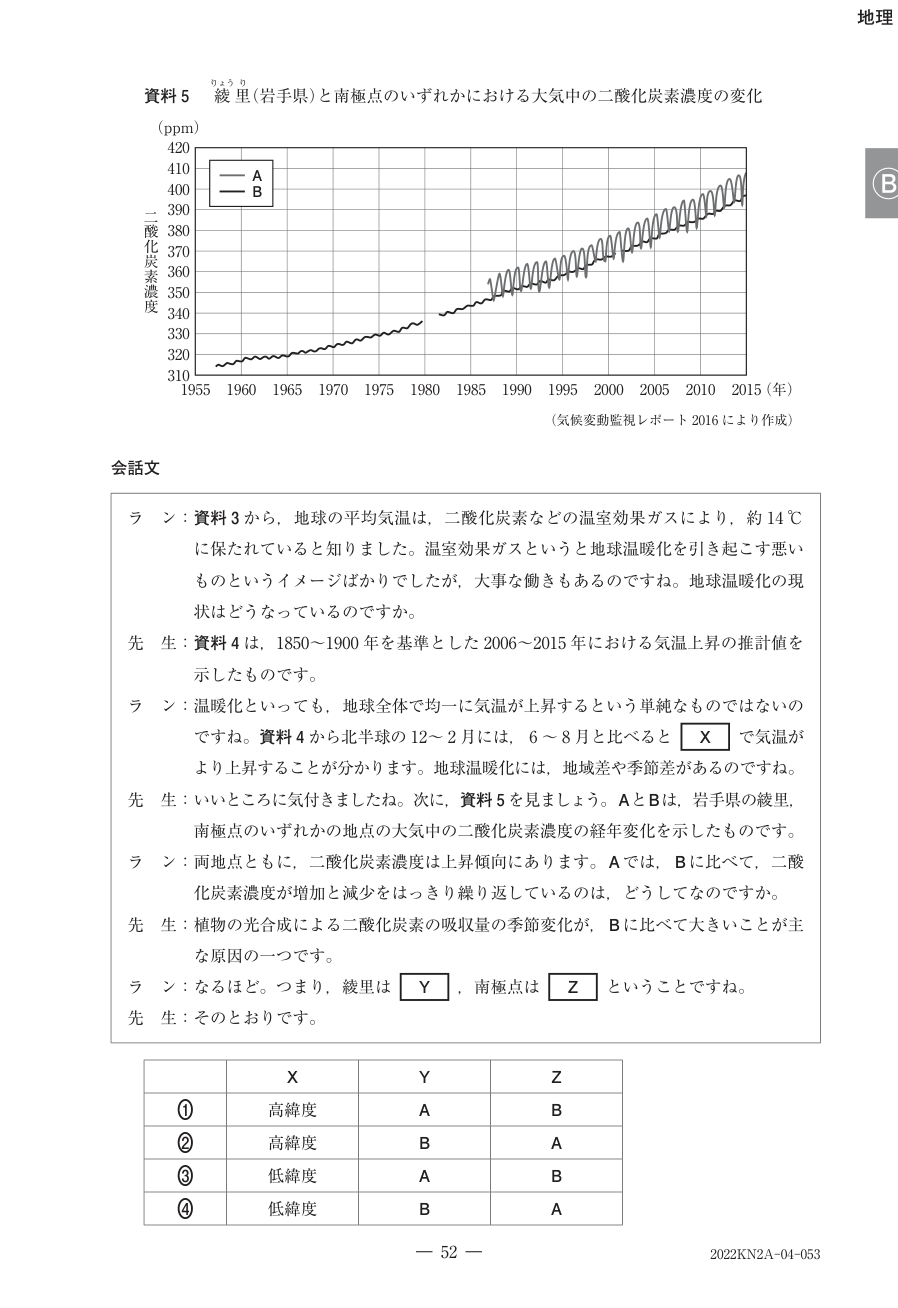 地理
りょう り
資料5 綾里(岩手県)と南極点のいずれかにおける大気中の二酸化炭素濃度の変化
(ppm)
420
410
400
390
380
370
360
350
340
330
320
310
A
B
二酸化炭素濃度
1955 1960 1965 1970 1975 1980 1985 1990 1995 2000 2005 2010 2015(年)
(気候変動監視レポート2016により作成)
Ⓑ
会話文
ラ ン:資料3から,地球の平均気温は,二酸化炭素などの温室効果ガスにより,約14℃
に保たれていると知りました。温室効果ガスというと地球温暖化を引き起こす悪い
ものというイメージばかりでしたが,大事な働きもあるのですね。地球温暖化の現
状はどうなっているのですか。
先 生:資料4は,1850〜1900年を基準とした2006〜2015年における気温上昇の推計値を
示したものです。
ラ ン:温暖化といっても,地球全体で均一に気温が上昇するという単純なものではないの
ですね。資料4から北半球の12〜2月には,6〜8月と比べると X で気温が
より上昇することが分かります。地球温暖化には,地域差や季節差があるのですね。
先 生:いいところに気付きましたね。次に,資料5を見ましょう。AとBは,岩手県の綾里,
南極点のいずれかの地点の大気中の二酸化炭素濃度の経年変化を示したものです。
ラ ン:両地点ともに,二酸化炭素濃度は上昇傾向にあります。Aでは,Bに比べて,二酸
化炭素濃度が増加と減少をはっきり繰り返しているのは,どうしてなのですか。
先 生:植物の光合成による二酸化炭素の吸収量の季節変化が,Bに比べて大きいことが主
な原因の一つです。
ラ ン:なるほど。つまり,綾里は Y ,南極点は Z ということですね。
先 生:そのとおりです。
X Y Z
① 高緯度 A B
② 高緯度 B A
③ 低緯度 A B
④ 低緯度 B A
— 52 —
2022KN2A-04-053